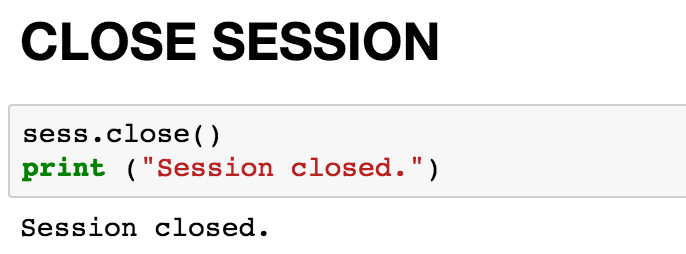 CLOSE SESSION
sess.close()
print ("Session closed.")
Session closed.